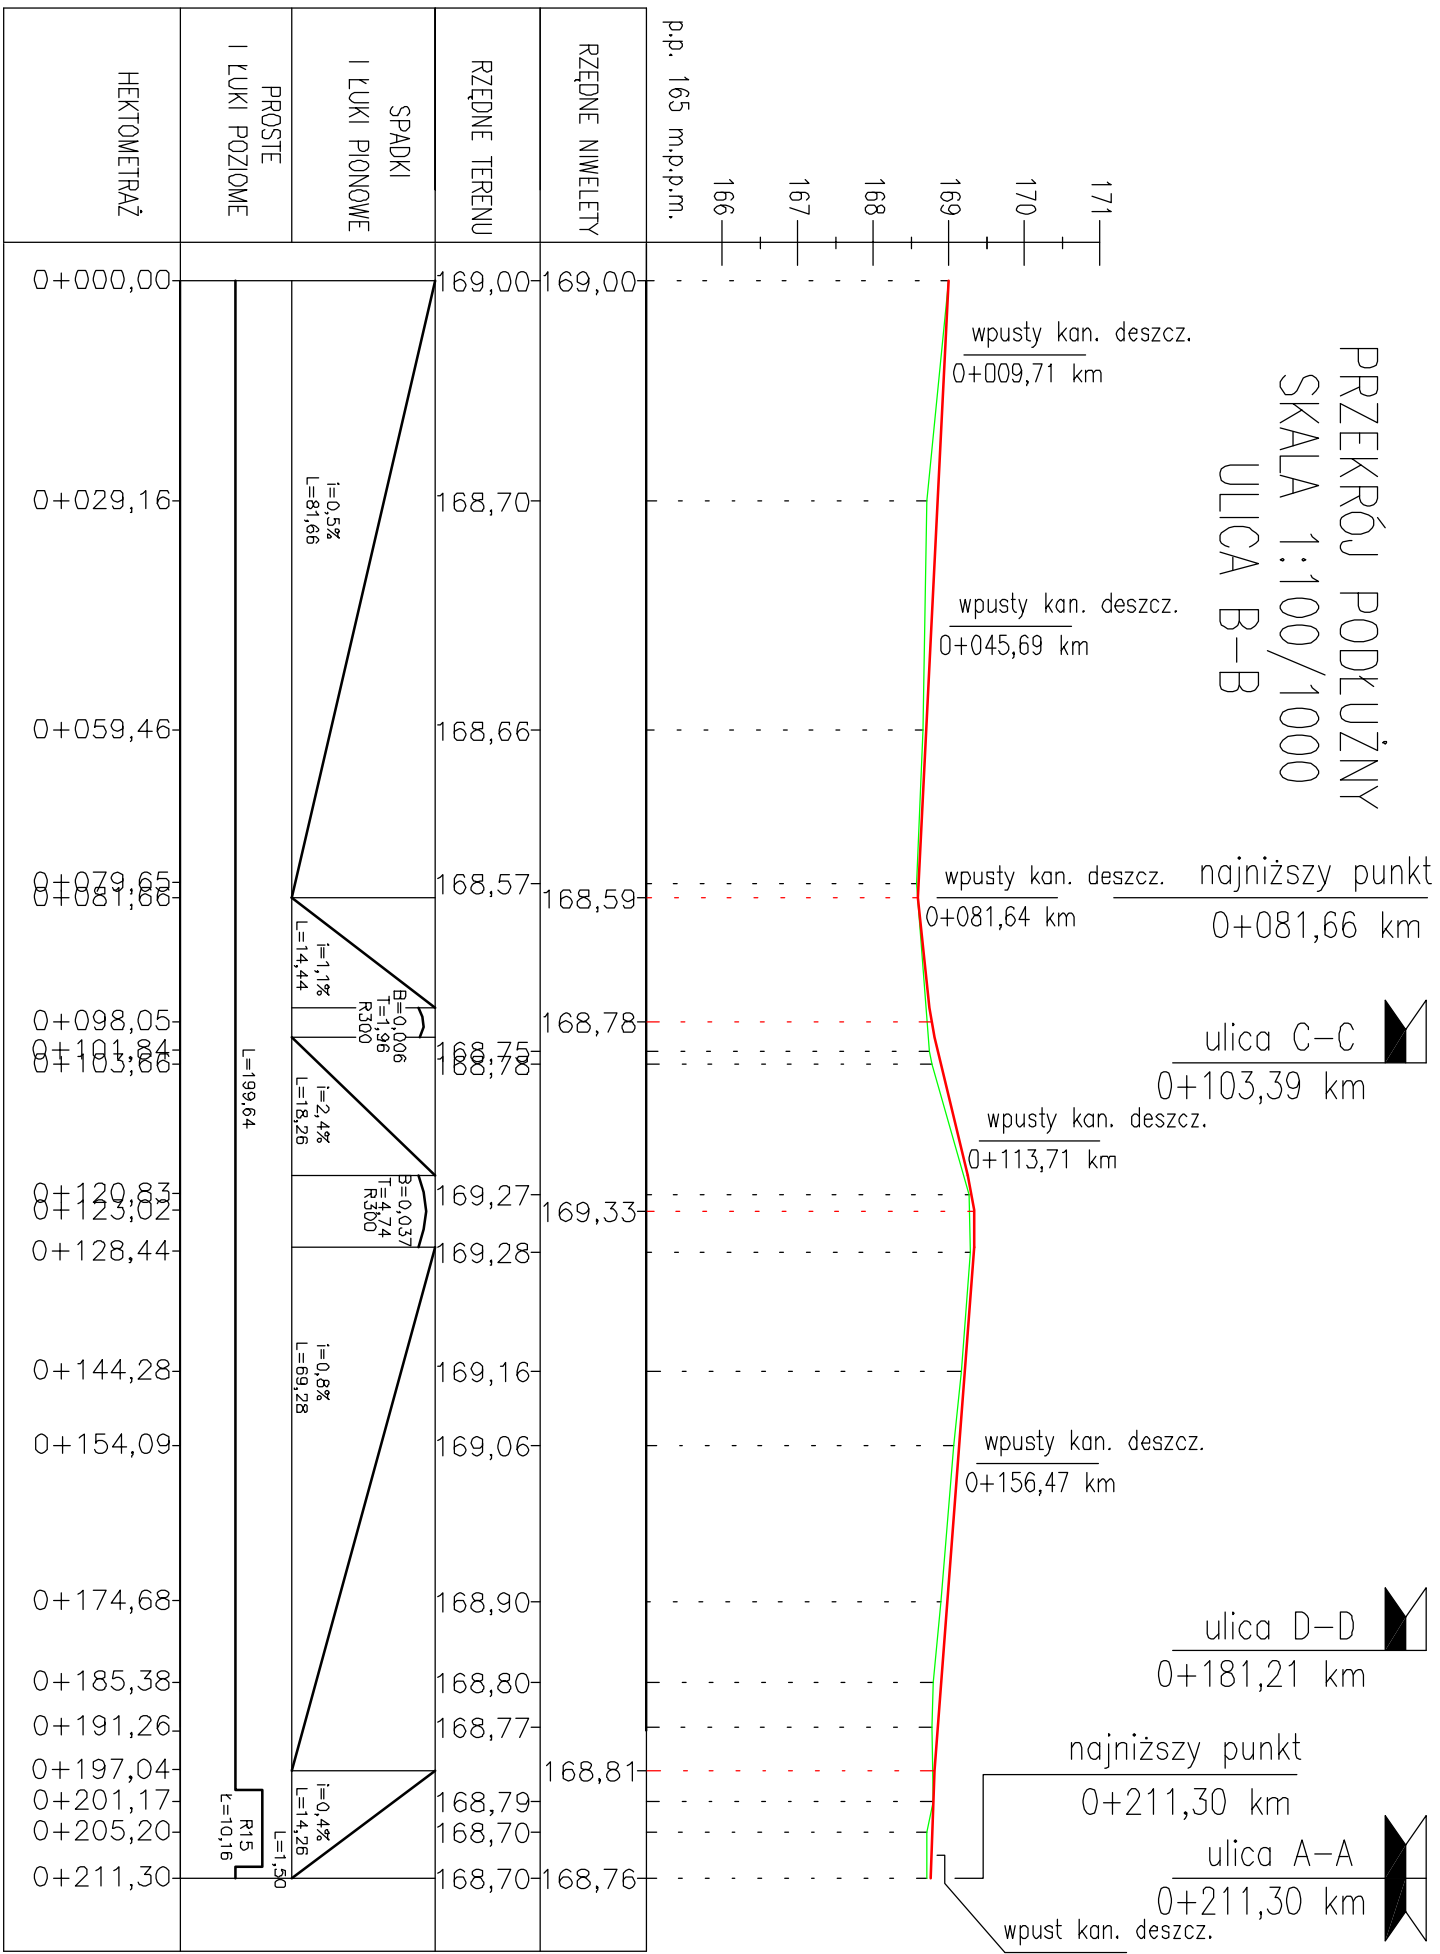 PRZEKRÓJ PODŁUŻNY
SKALA 1:100/1000
ULICA B-B
171
170
169
168
167
166
p.p. 165 m.p.p.m.
RZĘDNE NIWELETY
RZĘDNE TERENU
SPADKI
I ŁUKI PIONOWE
PROSTE
I ŁUKI POZIOME
HEKTOMETRAŻ
wpusty kan. deszcz.
0+009,71 km
wpusty kan. deszcz.
0+045,69 km
wpusty kan. deszcz.
0+081,64 km
najniższy punkt
0+081,66 km
ulica C-C
0+103,39 km
wpusty kan. deszcz.
0+113,71 km
wpusty kan. deszcz.
0+156,47 km
ulica D-D
0+181,21 km
najniższy punkt
0+211,30 km
ulica A-A
0+211,30 km
wpust kan. deszcz.
169,00
168,59
168,78
169,33
168,81
168,76
169,00
168,70
168,66
168,57
168,75
168,78
169,27
169,28
169,16
169,06
168,90
168,80
168,77
168,79
168,70
168,70
i=0,5%
L=81,66
i=1,1%
L=14,44
B=0,006
T=1,96
R300
i=2,4%
L=18,26
B=0,037
T=4,74
R300
i=0,8%
L=69,28
i=0,4%
L=14,26
L=199,64
R15
Ł=10,16
L=1,50
0+000,00
0+029,16
0+059,46
0+079,65
0+081,66
0+098,05
0+101,84
0+103,66
0+120,83
0+123,02
0+128,44
0+144,28
0+154,09
0+174,68
0+185,38
0+191,26
0+197,04
0+201,17
0+205,20
0+211,30